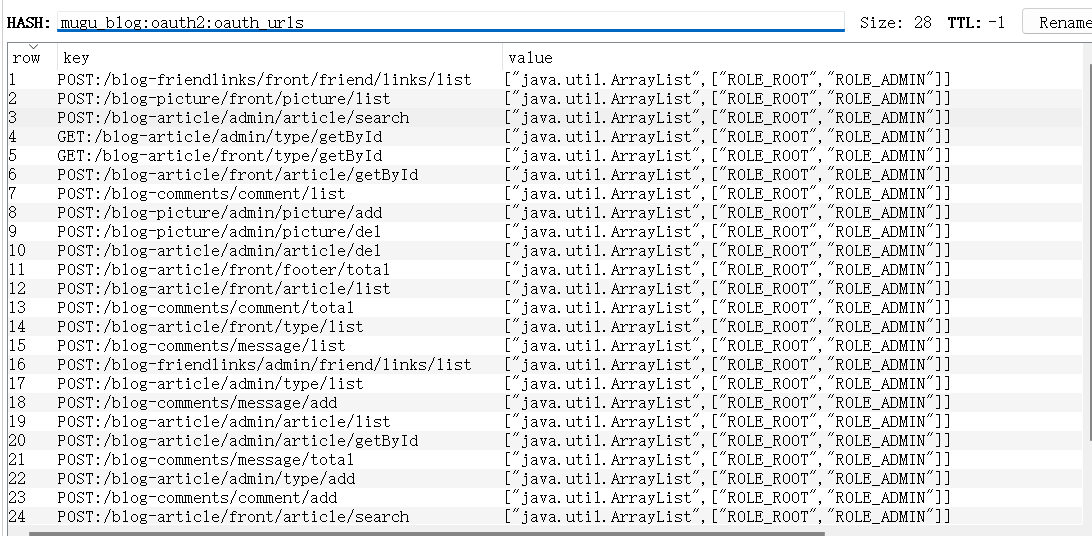 HASH: mugu_blog:oauth2:oauth_urls Size: 28 TTL: -1 Rename
row key value
1 POST:/blog-friendlinks/front/friend/links/list ["java.util.ArrayList",["ROLE_ROOT","ROLE_ADMIN"]]
2 POST:/blog-picture/front/picture/list ["java.util.ArrayList",["ROLE_ROOT","ROLE_ADMIN"]]
3 POST:/blog-article/admin/article/search ["java.util.ArrayList",["ROLE_ROOT","ROLE_ADMIN"]]
4 GET:/blog-article/admin/type/getById ["java.util.ArrayList",["ROLE_ROOT","ROLE_ADMIN"]]
5 GET:/blog-article/front/type/getById ["java.util.ArrayList",["ROLE_ROOT","ROLE_ADMIN"]]
6 POST:/blog-article/front/article/getById ["java.util.ArrayList",["ROLE_ROOT","ROLE_ADMIN"]]
7 POST:/blog-comments/comment/list ["java.util.ArrayList",["ROLE_ROOT","ROLE_ADMIN"]]
8 POST:/blog-picture/admin/picture/add ["java.util.ArrayList",["ROLE_ROOT","ROLE_ADMIN"]]
9 POST:/blog-picture/admin/picture/del ["java.util.ArrayList",["ROLE_ROOT","ROLE_ADMIN"]]
10 POST:/blog-article/admin/article/del ["java.util.ArrayList",["ROLE_ROOT","ROLE_ADMIN"]]
11 POST:/blog-article/front/footer/total ["java.util.ArrayList",["ROLE_ROOT","ROLE_ADMIN"]]
12 POST:/blog-article/front/article/list ["java.util.ArrayList",["ROLE_ROOT","ROLE_ADMIN"]]
13 POST:/blog-comments/comment/total ["java.util.ArrayList",["ROLE_ROOT","ROLE_ADMIN"]]
14 POST:/blog-article/front/type/list ["java.util.ArrayList",["ROLE_ROOT","ROLE_ADMIN"]]
15 POST:/blog-comments/message/list ["java.util.ArrayList",["ROLE_ROOT","ROLE_ADMIN"]]
16 POST:/blog-friendlinks/admin/friend/links/list ["java.util.ArrayList",["ROLE_ROOT","ROLE_ADMIN"]]
17 POST:/blog-article/admin/type/list ["java.util.ArrayList",["ROLE_ROOT","ROLE_ADMIN"]]
18 POST:/blog-comments/message/add ["java.util.ArrayList",["ROLE_ROOT","ROLE_ADMIN"]]
19 POST:/blog-article/admin/article/list ["java.util.ArrayList",["ROLE_ROOT","ROLE_ADMIN"]]
20 POST:/blog-article/admin/article/getById ["java.util.ArrayList",["ROLE_ROOT","ROLE_ADMIN"]]
21 POST:/blog-comments/message/total ["java.util.ArrayList",["ROLE_ROOT","ROLE_ADMIN"]]
22 POST:/blog-article/admin/type/add ["java.util.ArrayList",["ROLE_ROOT","ROLE_ADMIN"]]
23 POST:/blog-comments/comment/add ["java.util.ArrayList",["ROLE_ROOT","ROLE_ADMIN"]]
24 POST:/blog-article/front/article/search ["java.util.ArrayList",["ROLE_ROOT","ROLE_ADMIN"]]